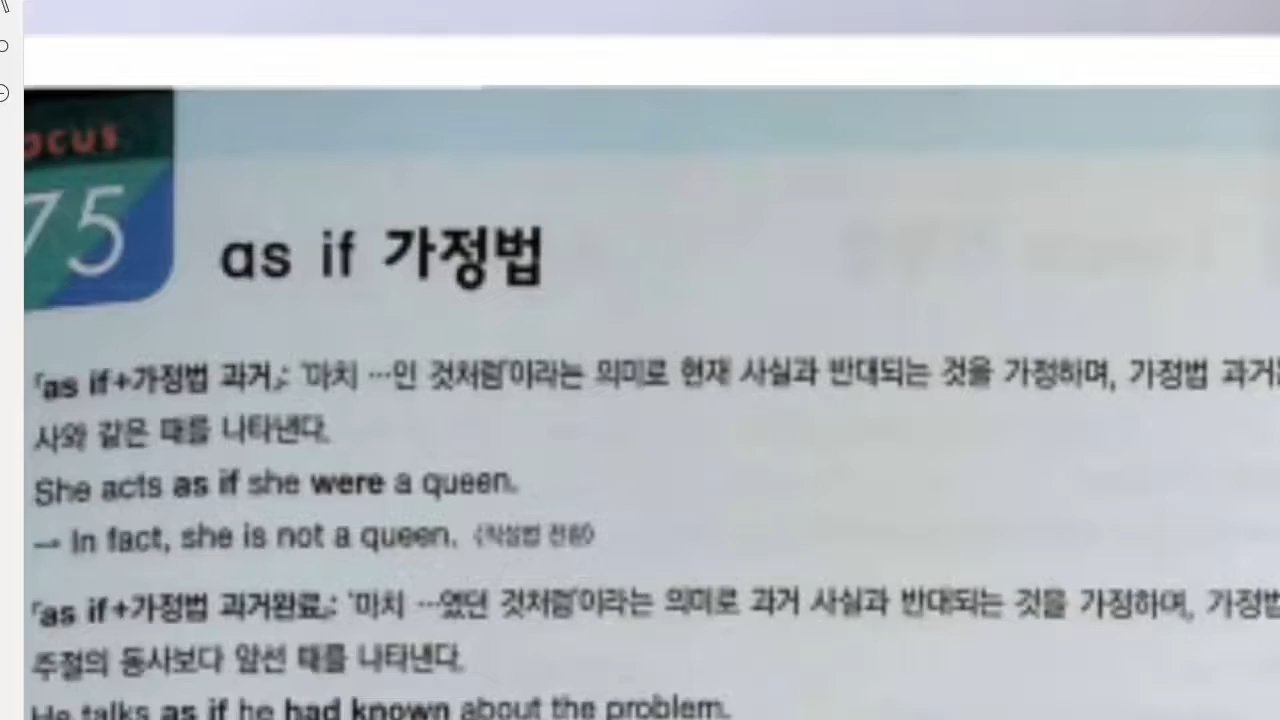 ocus
75
as if 가정법
「as if+가정법 과거」: '마치 …인 것처럼'이라는 의미로 현재 사실과 반대되는 것을 가정하며, 가정법 과거
사와 같은 때를 나타낸다.
She acts as if she were a queen.
→ In fact, she is not a queen. 《직설법 전환》
「as if+가정법 과거완료」: '마치 …였던 것처럼'이라는 의미로 과거 사실과 반대되는 것을 가정하며, 가정법
주절의 동사보다 앞선 때를 나타낸다.
He talks as if he had known about the problem.